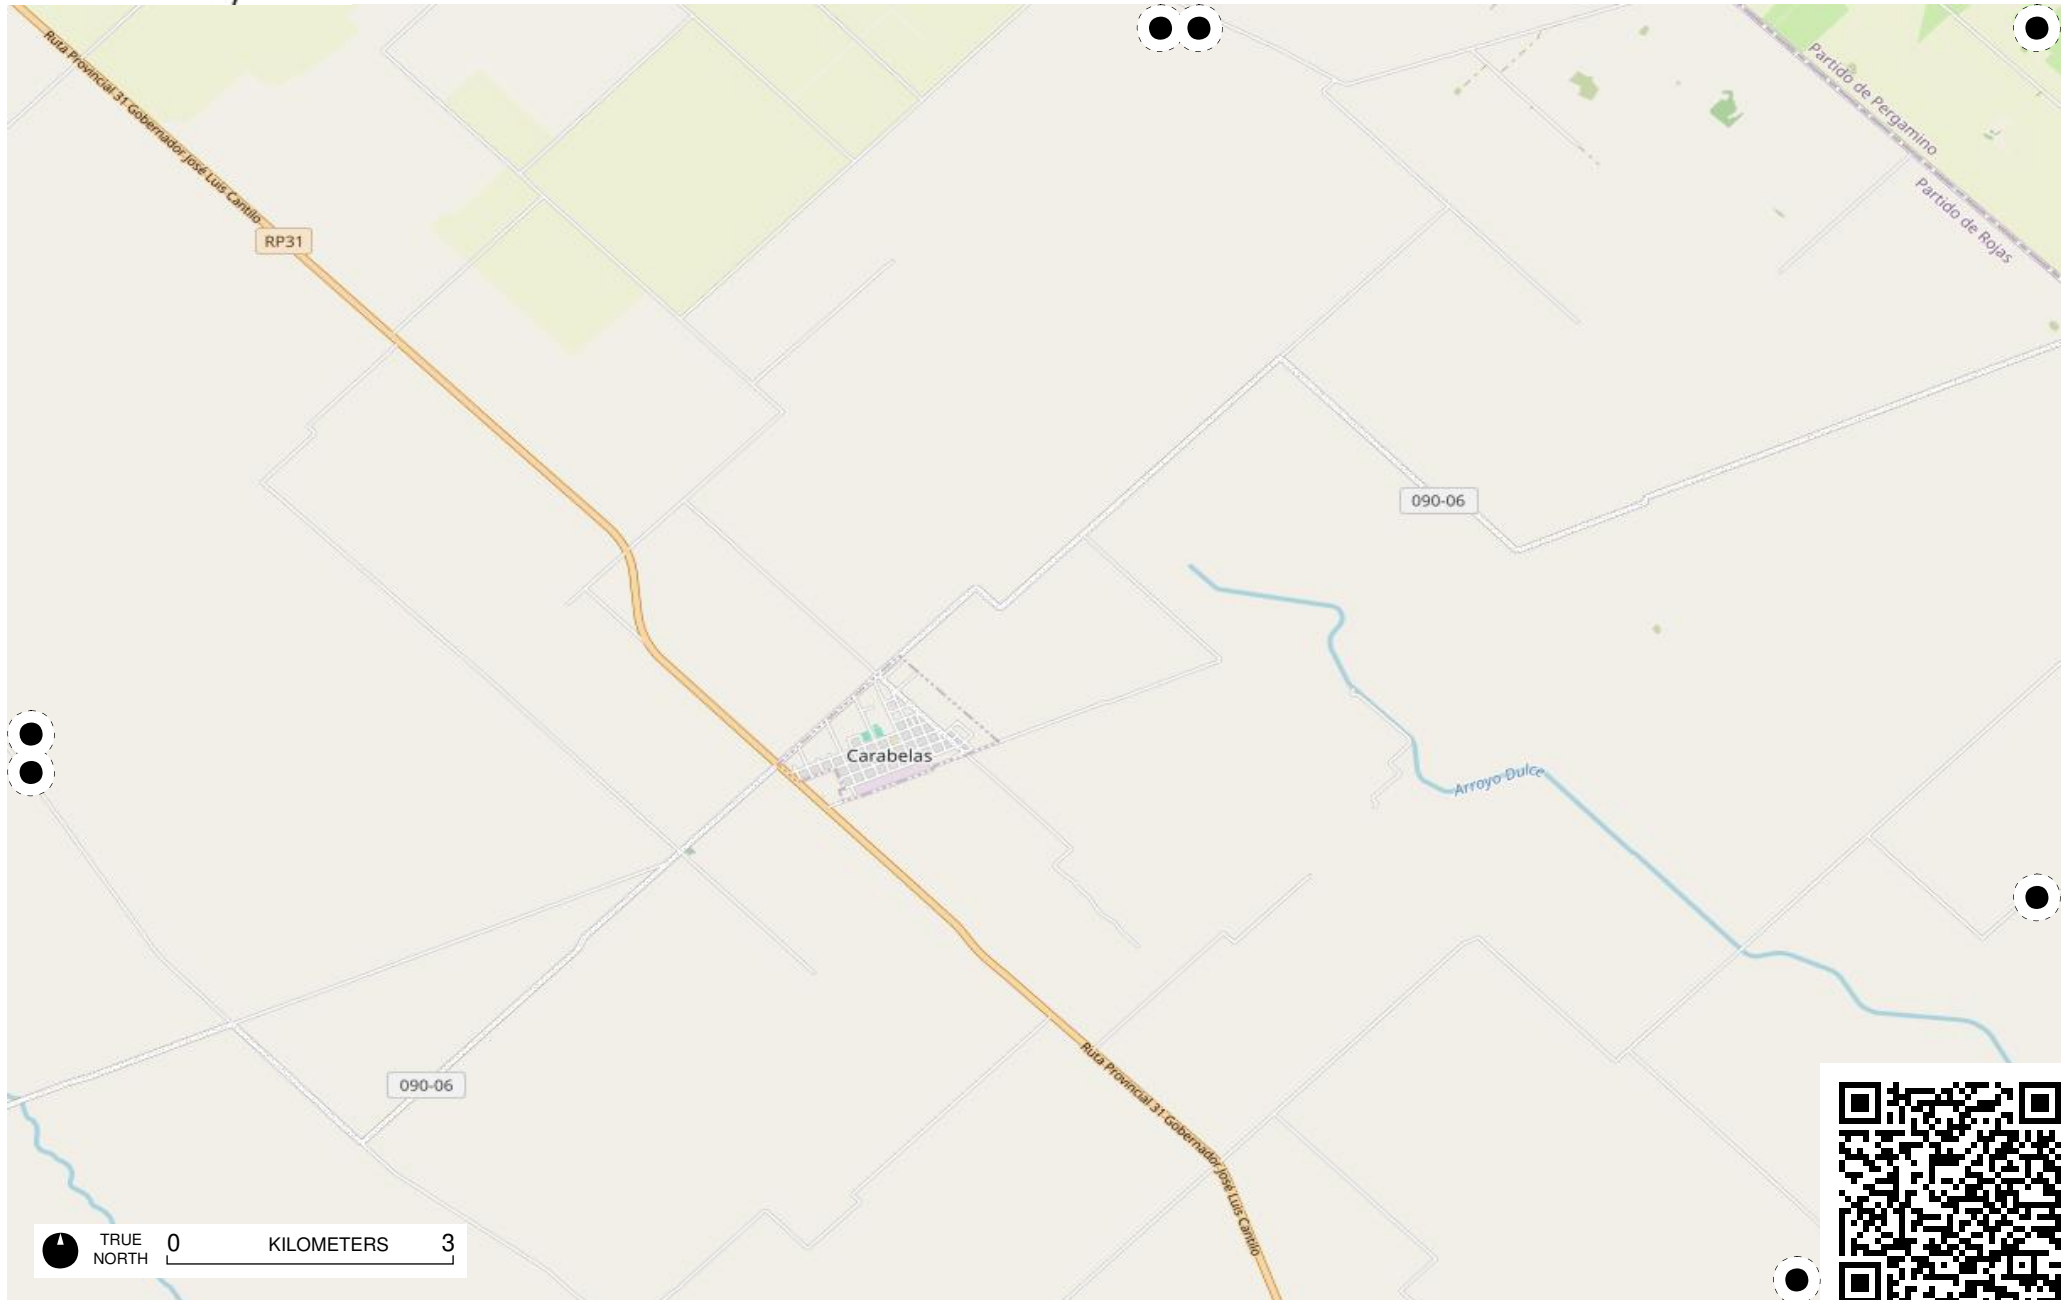 Ruta Provincial 31 Gobernador José Luis Cantilo
RP31
Partido de Pergamino
Partido de Rojas
090-06
Carabelas
Arroyo Dulce
090-06
Ruta Provincial 31 Gobernador José Luis Cantilo
TRUE
NORTH
0 KILOMETERS 3